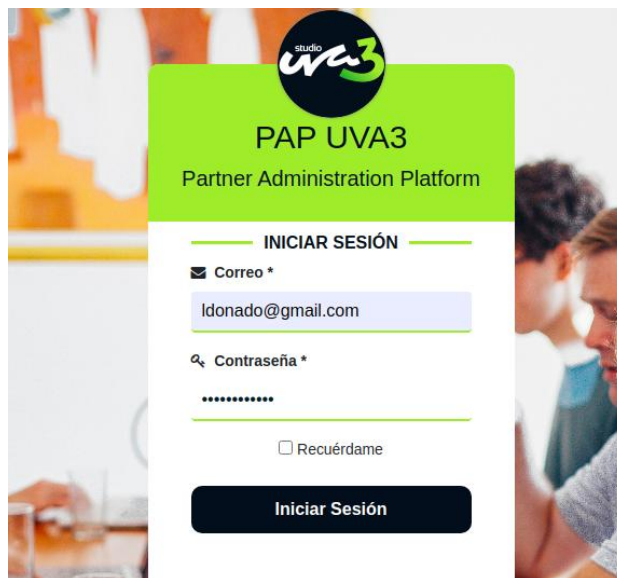 studio
uva3
PAP UVA3
Partner Administration Platform
INICIAR SESIÓN
Correo *
ldonado@gmail.com
Contraseña *
••••••••••••
Recuérdame
Iniciar Sesión